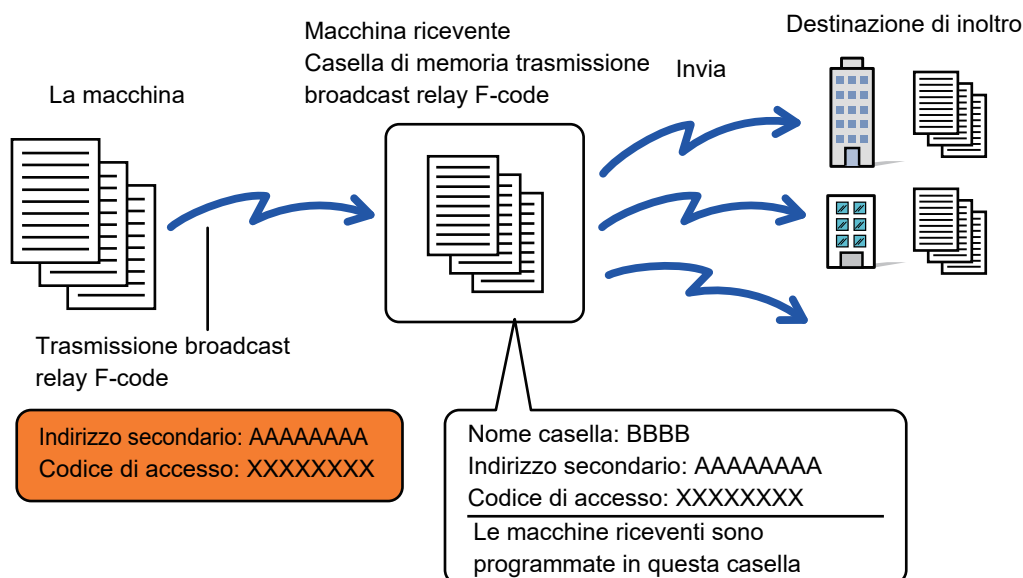 La macchina
Macchina ricevente
Casella di memoria trasmissione
broadcast relay F-code
Invia
Destinazione di inoltro
Trasmissione broadcast
relay F-code
Indirizzo secondario: AAAAAAAA
Codice di accesso: XXXXXXXX
Nome casella: BBBB
Indirizzo secondario: AAAAAAAA
Codice di accesso: XXXXXXXX
Le macchine riceventi sono
programmate in questa casella